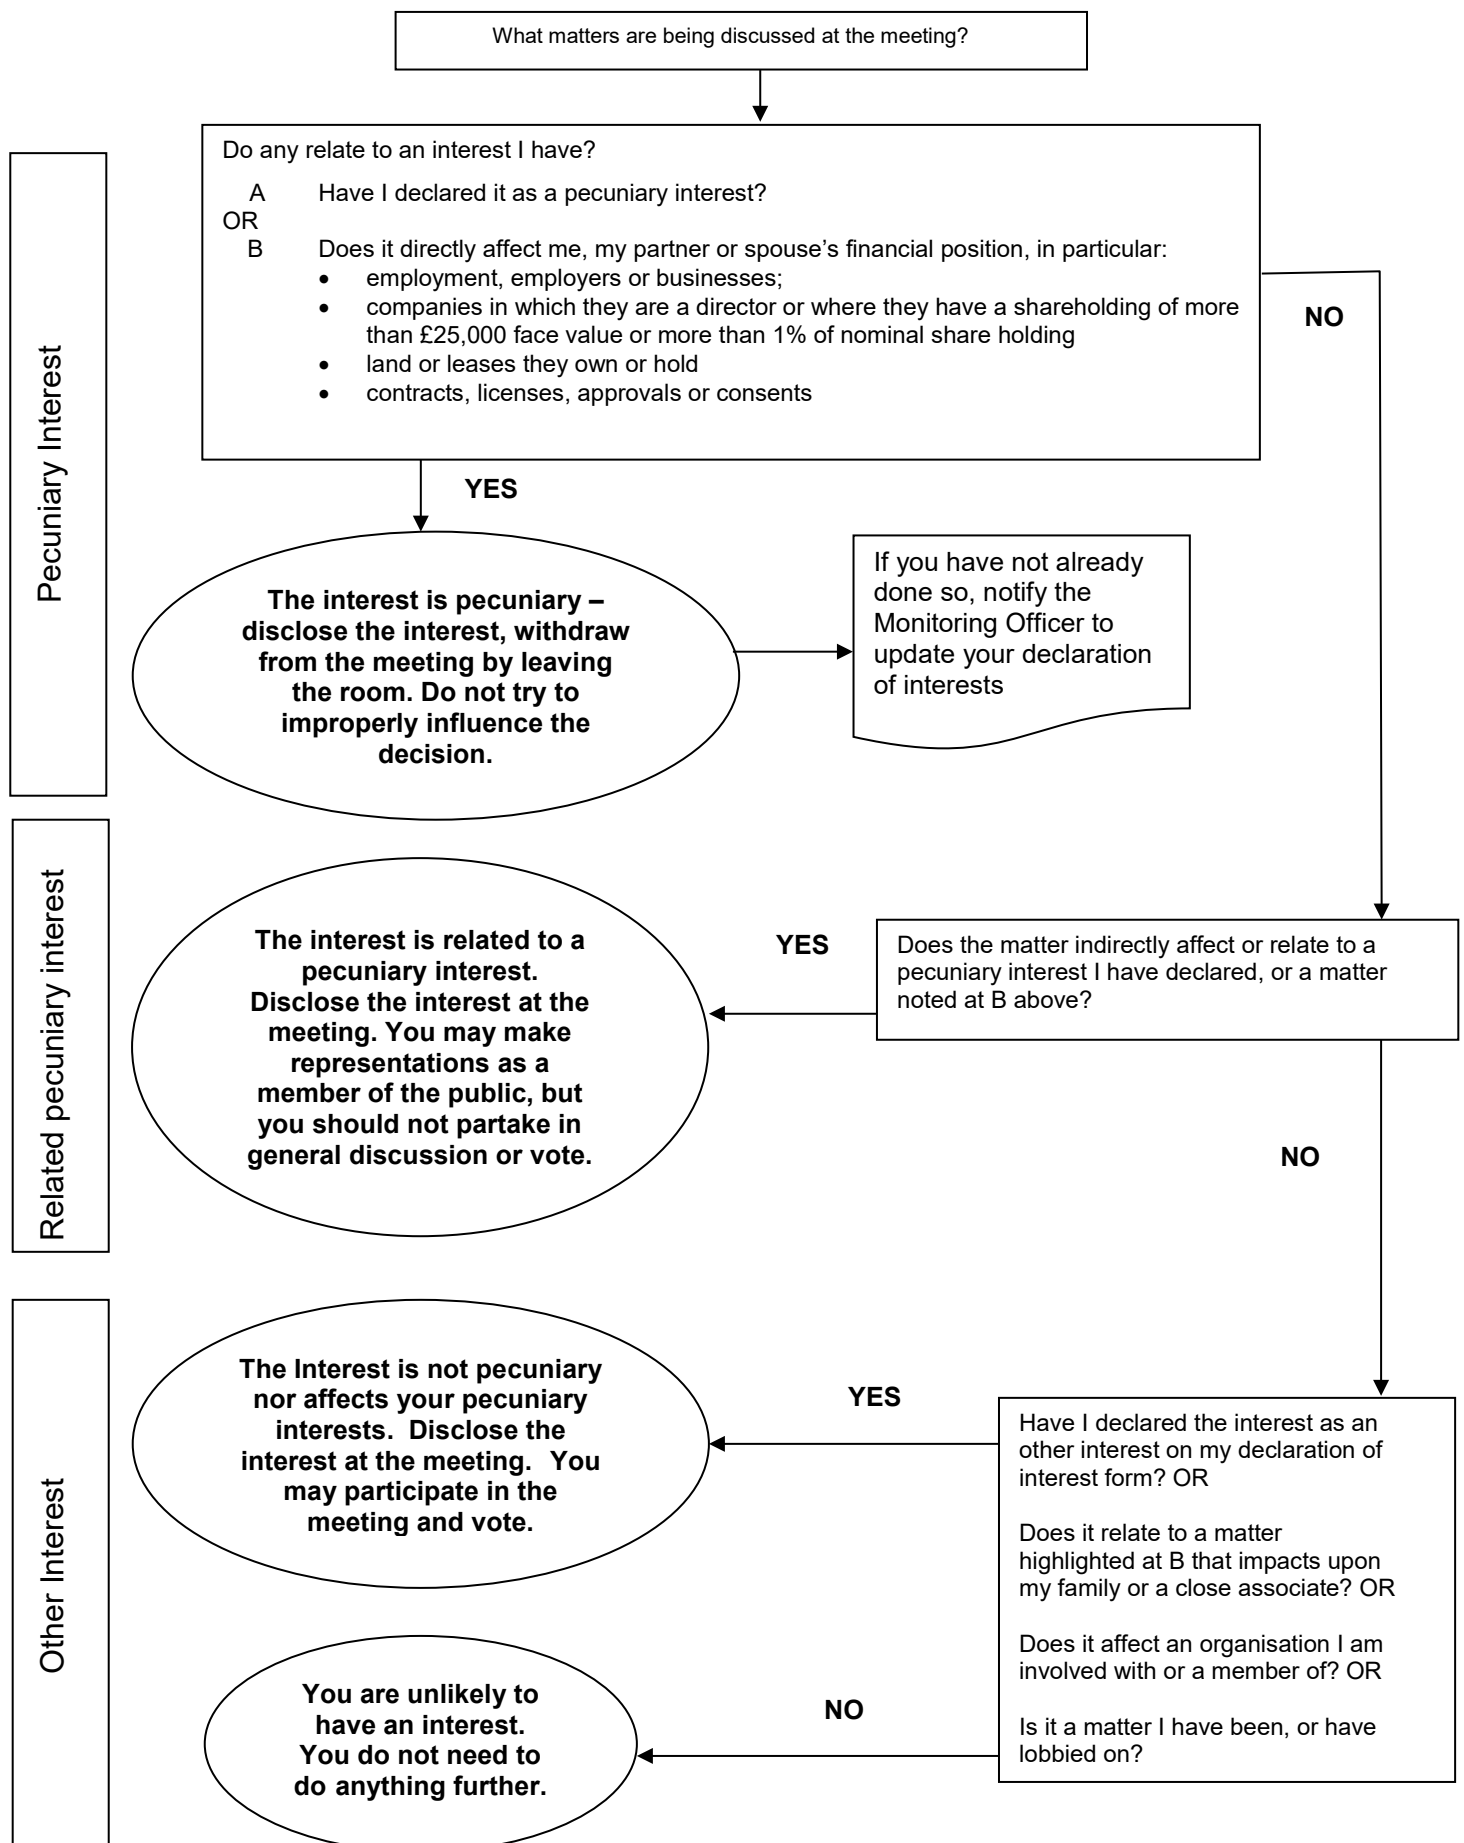 What matters are being discussed at the meeting?
Pecuniary Interest
Do any relate to an interest I have?
A Have I declared it as a pecuniary interest?
OR
B Does it directly affect me, my partner or spouse's financial position, in particular:
• employment, employers or businesses;
• companies in which they are a director or where they have a shareholding of more
than £25,000 face value or more than 1% of nominal share holding
• land or leases they own or hold
• contracts, licenses, approvals or consents
NO
YES
The interest is pecuniary –
disclose the interest, withdraw
from the meeting by leaving
the room. Do not try to
improperly influence the
decision.
If you have not already
done so, notify the
Monitoring Officer to
update your declaration
of interests
Related pecuniary interest
The interest is related to a
pecuniary interest.
Disclose the interest at the
meeting. You may make
representations as a
member of the public, but
you should not partake in
general discussion or vote.
YES
Does the matter indirectly affect or relate to a
pecuniary interest I have declared, or a matter
noted at B above?
NO
Other Interest
The Interest is not pecuniary
nor affects your pecuniary
interests. Disclose the
interest at the meeting. You
may participate in the
meeting and vote.
YES
Have I declared the interest as an
other interest on my declaration of
interest form? OR
Does it relate to a matter
highlighted at B that impacts upon
my family or a close associate? OR
Does it affect an organisation I am
involved with or a member of? OR
Is it a matter I have been, or have
lobbied on?
NO
You are unlikely to
have an interest.
You do not need to
do anything further.